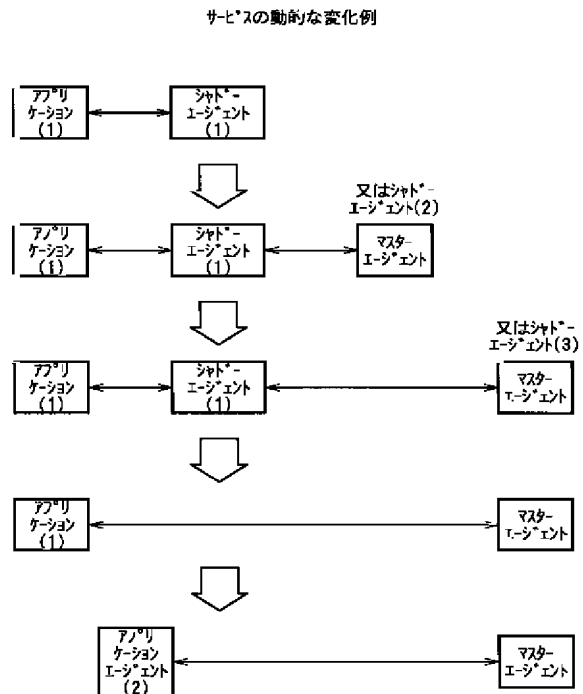 サービスの動的な変化例
アプリ
ケーション
(1)
シャドー
エージェント
(1)
アプリ
ケーション
(1)
シャドー
エージェント
(1)
又はシャドー
エージェント(2)
マスター
エージェント
アプリ
ケーション
(1)
シャドー
エージェント
(1)
又はシャドー
エージェント(3)
マスター
エージェント
アプリ
ケーション
(1)
マスター
エージェント
アプリ
ケーション
エージェント
(2)
マスター
エージェント